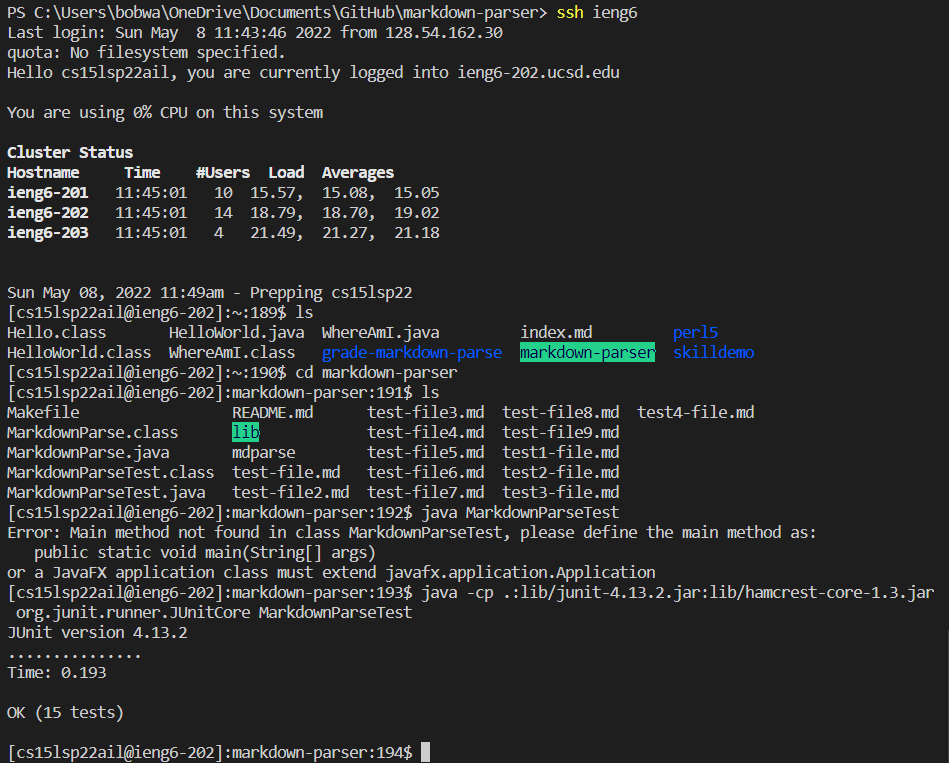 PS C:\Users\bobwa\OneDrive\Documents\GitHub\markdown-parser> ssh ieng6
Last login: Sun May  8 11:43:46 2022 from 128.54.162.30
quota: No filesystem specified.
Hello cs15lsp22ail, you are currently logged into ieng6-202.ucsd.edu
You are using 0% CPU on this system
Cluster Status
Hostname     Time    #Users  Load  Averages
ieng6-201   11:45:01   10  15.57,  15.08,  15.05
ieng6-202   11:45:01   14  18.79,  18.70,  19.02
ieng6-203   11:45:01   4   21.49,  21.27,  21.18
Sun May 08, 2022 11:49am - Prepping cs15lsp22
[cs15lsp22ail@ieng6-202]:~:189$ ls
Hello.class       HelloWorld.java  WhereAmI.java         index.md         perl5
HelloWorld.class  WhereAmI.class   grade-markdown-parse  markdown-parser  skilldemo
[cs15lsp22ail@ieng6-202]:~:190$ cd markdown-parser
[cs15lsp22ail@ieng6-202]:markdown-parser:191$ ls
Makefile                 README.md      test-file3.md  test-file8.md  test4-file.md
MarkdownParse.class      lib            test-file4.md  test-file9.md
MarkdownParse.java       mdparse        test-file5.md  test1-file.md
MarkdownParseTest.class  test-file.md   test-file6.md  test2-file.md
MarkdownParseTest.java   test-file2.md  test-file7.md  test3-file.md
[cs15lsp22ail@ieng6-202]:markdown-parser:192$ java MarkdownParseTest
Error: Main method not found in class MarkdownParseTest, please define the main method as:
   public static void main(String[] args)
or a JavaFX application class must extend javafx.application.Application
[cs15lsp22ail@ieng6-202]:markdown-parser:193$ java -cp .:lib/junit-4.13.2.jar:lib/hamcrest-core-1.3.jar
 org.junit.runner.JUnitCore MarkdownParseTest
JUnit version 4.13.2
...............
Time: 0.193
OK (15 tests)
[cs15lsp22ail@ieng6-202]:markdown-parser:194$